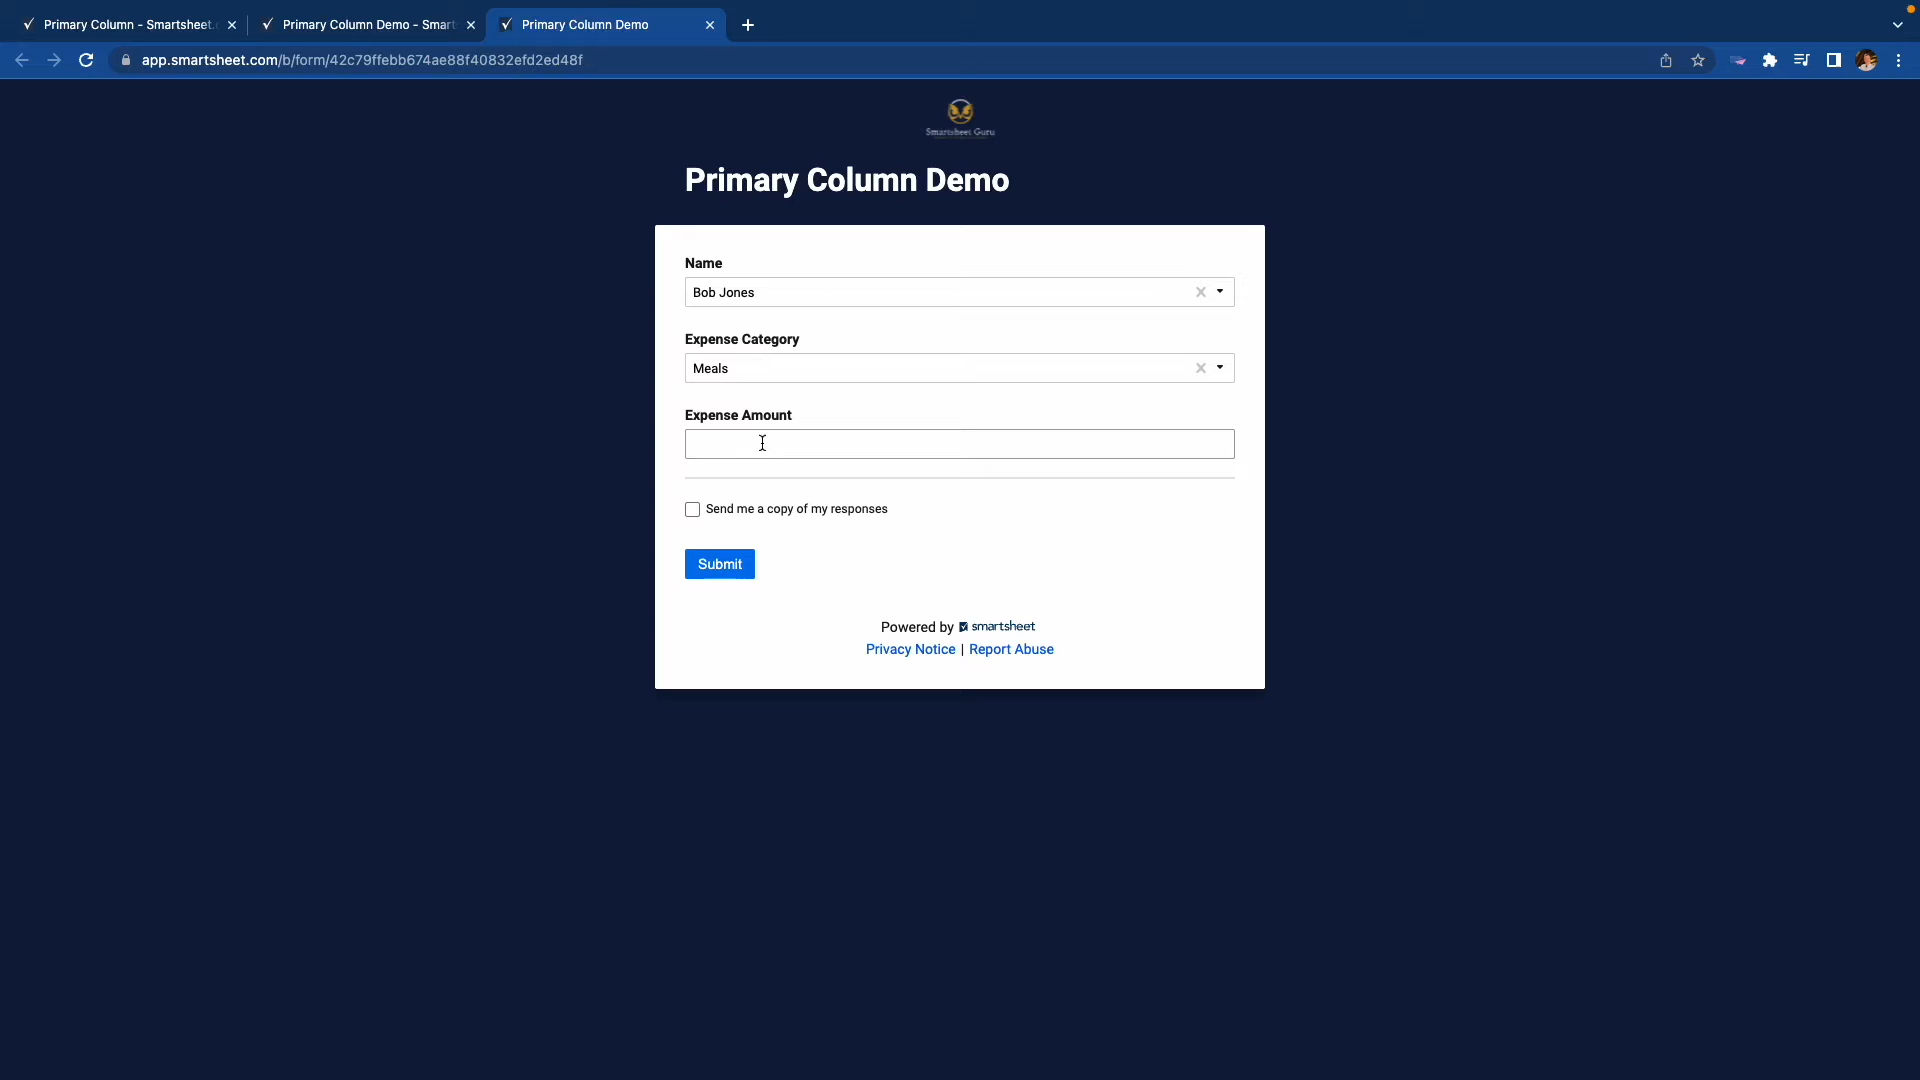 Primary Column - Smartsheet.c
Primary Column Demo - Smart
Primary Column Demo
app.smartsheet.com/b/form/42c79ffebb674ae88f40832efd2ed48f
Smartsheet Guru
Primary Column Demo
Name
Bob Jones
Expense Category
Meals
Expense Amount
Send me a copy of my responses
Submit
Powered by smartsheet
Privacy Notice | Report Abuse